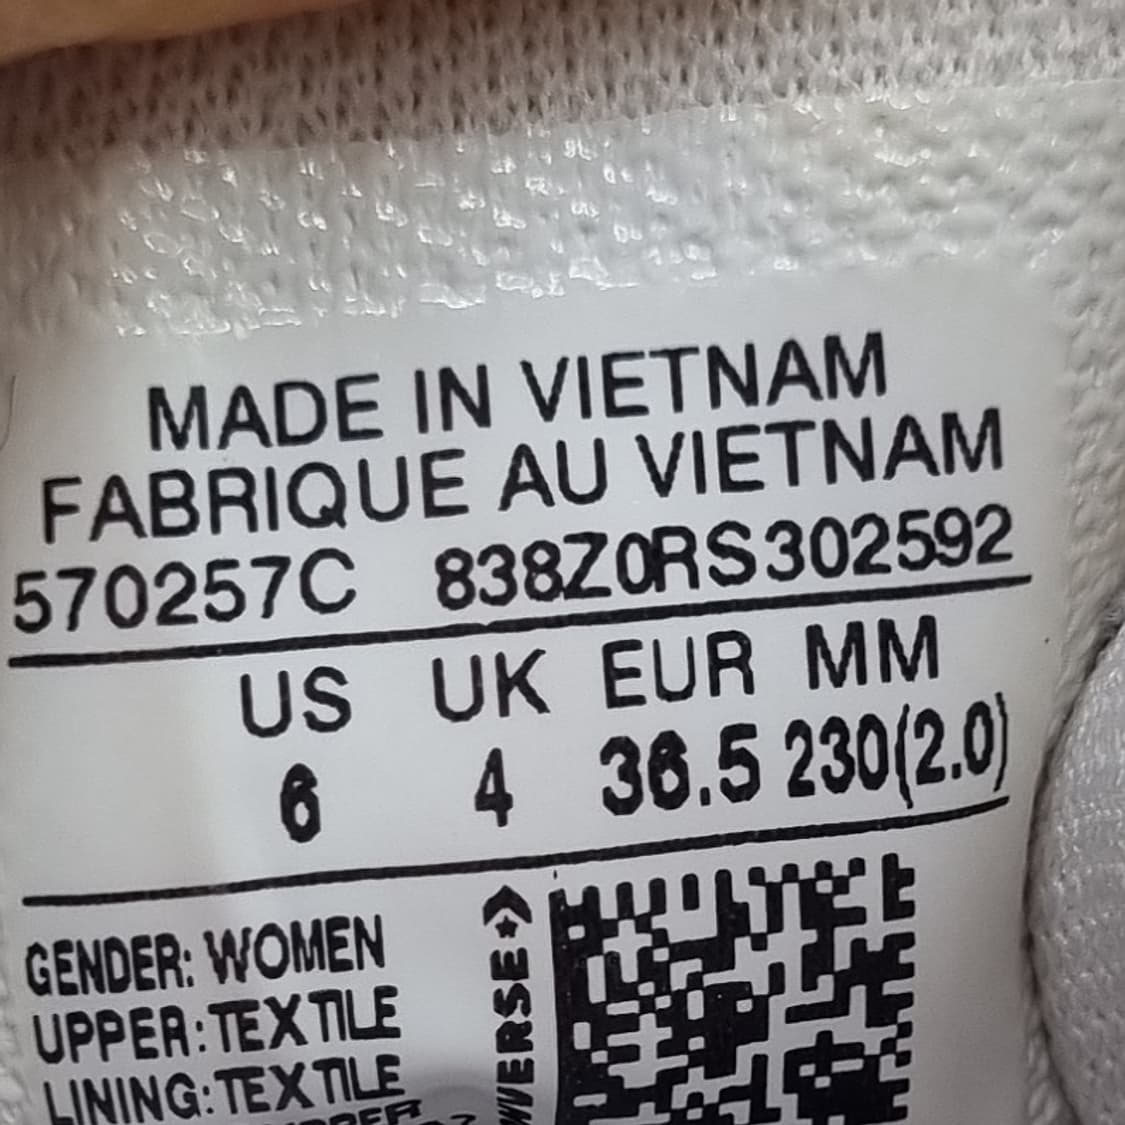 MADE IN VIETNAM
FABRIQUE AU VIETNAM
570257C 838Z0RS302592
US UK EUR MM
6 4 36.5 230(2.0)
GENDER: WOMEN
UPPER: TEXTILE
LINING: TEXTILE